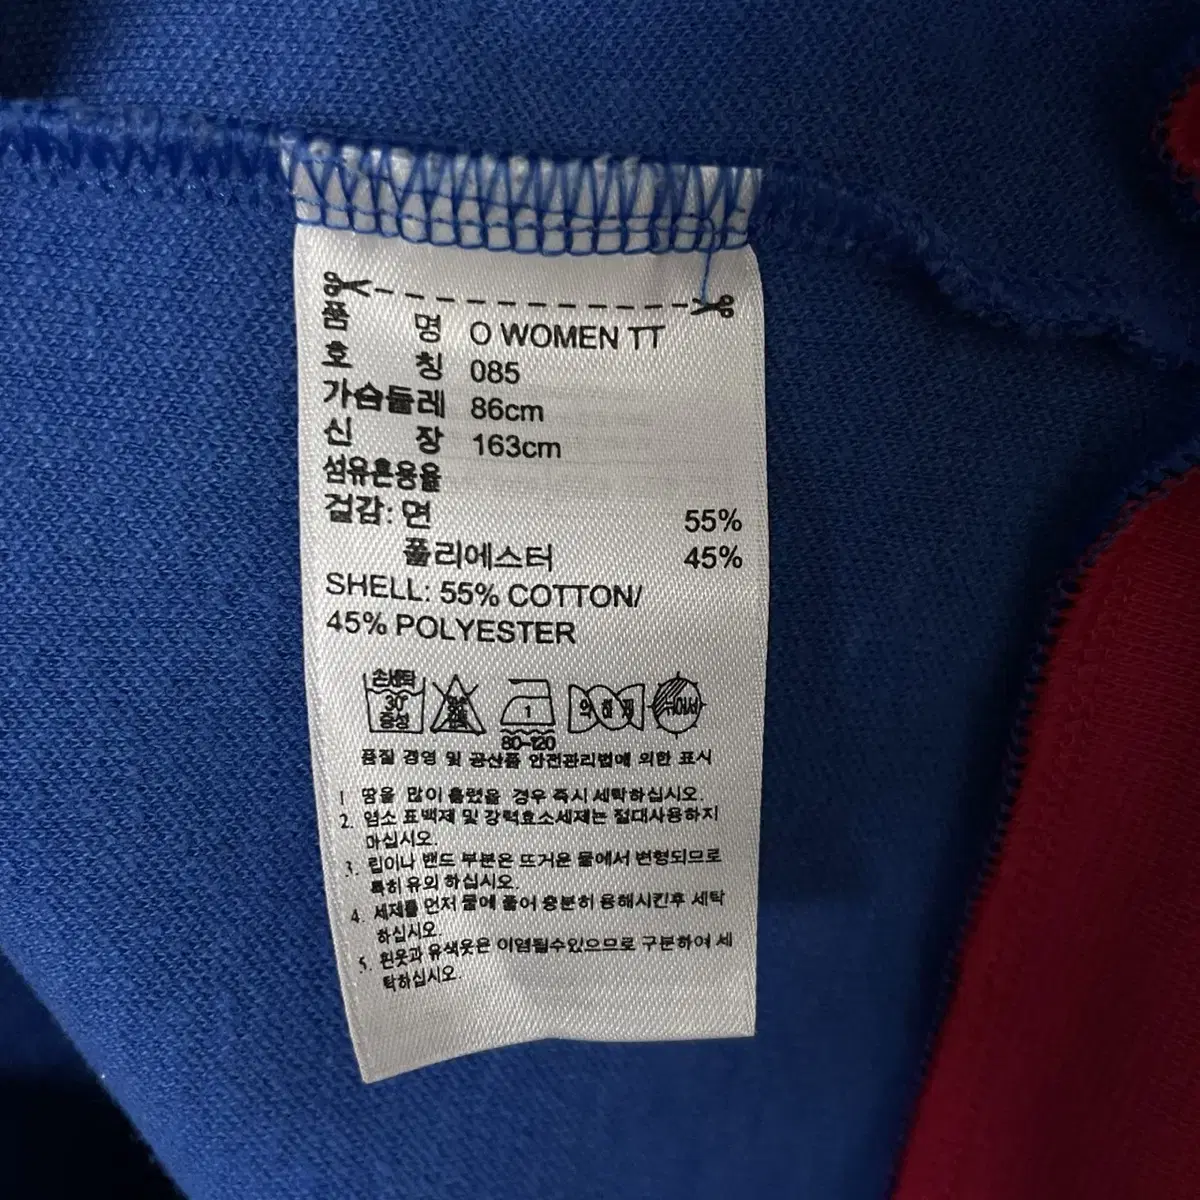 품 명 O WOMEN TT
호 칭 085
가슴둘레 86cm
신 장 163cm
섬유혼용율
겉감: 면 55%
폴리에스터 45%
SHELL: 55% COTTON/
45% POLYESTER
손세탁
30°
중성
1
80-120
품질 경영 및 공산품 안전관리법에 의한 표시
1 땀을 많이 흘렸을 경우 즉시 세탁하십시오
2. 염소 표백제 및 강력효소세제는 절대사용하지
마십시오.
3. 립이나 밴드 부분은 뜨거운 물에서 변형되므로
특히 유의 하십시오.
4. 세제를 먼저 물에 풀어 충분히 용해시킨후 세탁
하십시오.
5. 흰옷과 유색옷은 이염될수있으므로 구분하여 세
탁하십시오.